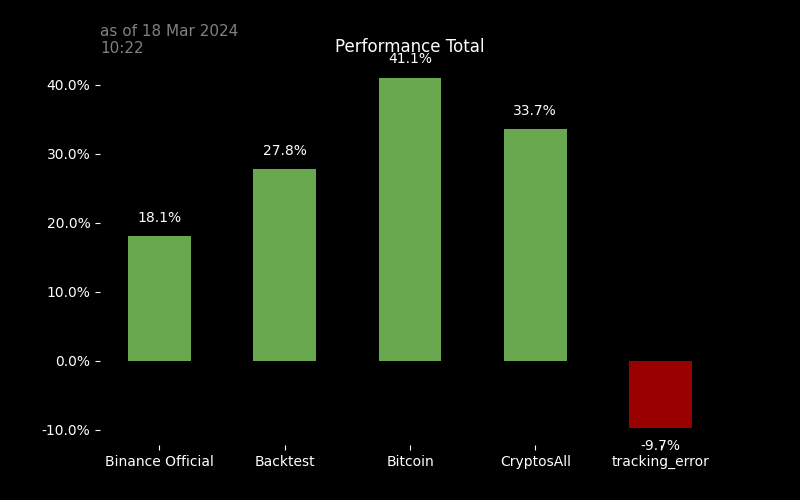 as of 18 Mar 2024
10:22
Performance Total
41.1%
40.0%
33.7%
30.0%
27.8%
20.0%
18.1%
10.0%
0.0%
-10.0%
-9.7%
Binance Official
Backtest
Bitcoin
CryptosAll
tracking_error